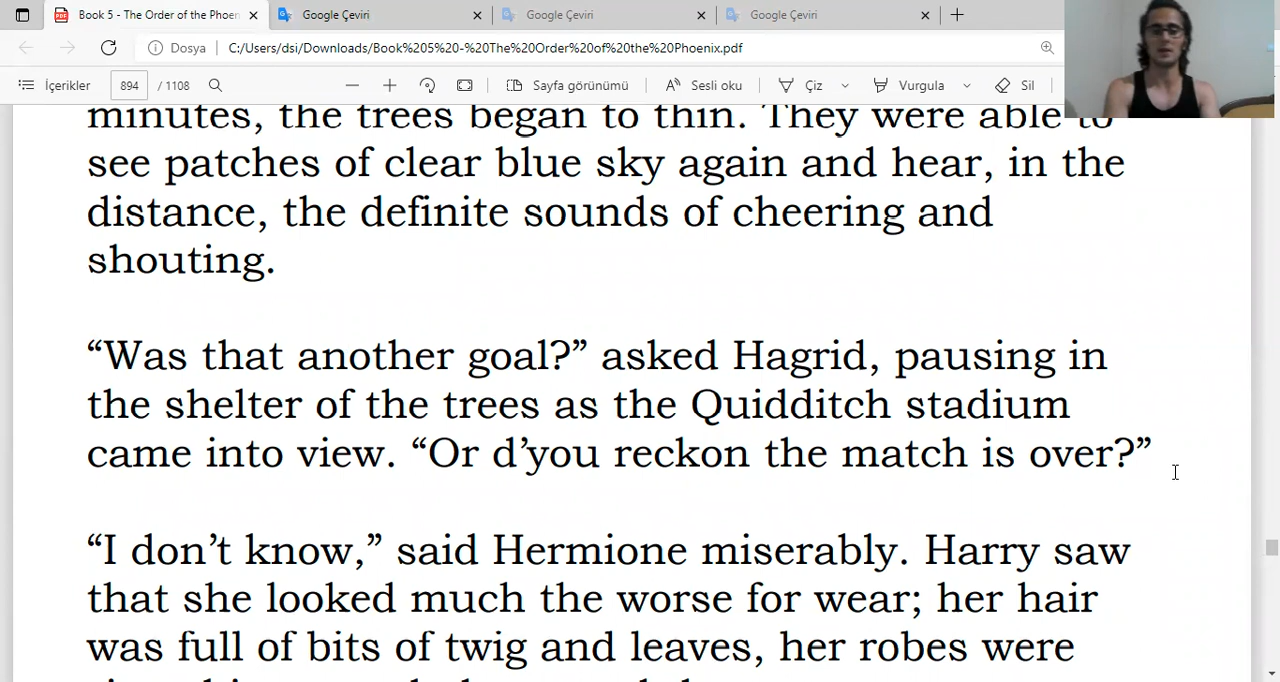 Book 5 - The Order of the Phoen
Google Çeviri
Google Çeviri
Google Çeviri
Dosya
C:/Users/dsi/Downloads/Book%205%20-%20The%20Order%20of%20the%20Phoenix.pdf
İçerikler
894
/ 1108
Sayfa görünümü
Sesli oku
Çiz
Vurgula
Sil
minutes, the trees began to thin. They were able to
see patches of clear blue sky again and hear, in the
distance, the definite sounds of cheering and
shouting.
“Was that another goal?” asked Hagrid, pausing in
the shelter of the trees as the Quidditch stadium
came into view. “Or d’you reckon the match is over?”
“I don’t know,” said Hermione miserably. Harry saw
that she looked much the worse for wear; her hair
was full of bits of twig and leaves, her robes were